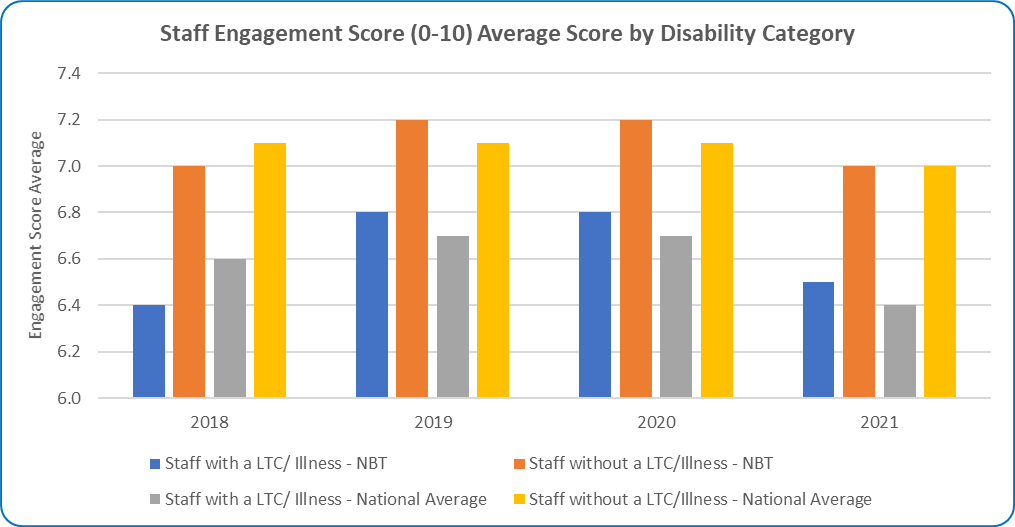 Staff Engagement Score (0-10) Average Score by Disability Category
Engagement Score Average
7.4
7.2
7.0
6.8
6.6
6.4
6.2
6.0
2018 2019 2020 2021
Staff with a LTC/ Illness - NBT Staff without a LTC/Illness - NBT
Staff with a LTC/ Illness - National Average Staff without a LTC/Illness - National Average